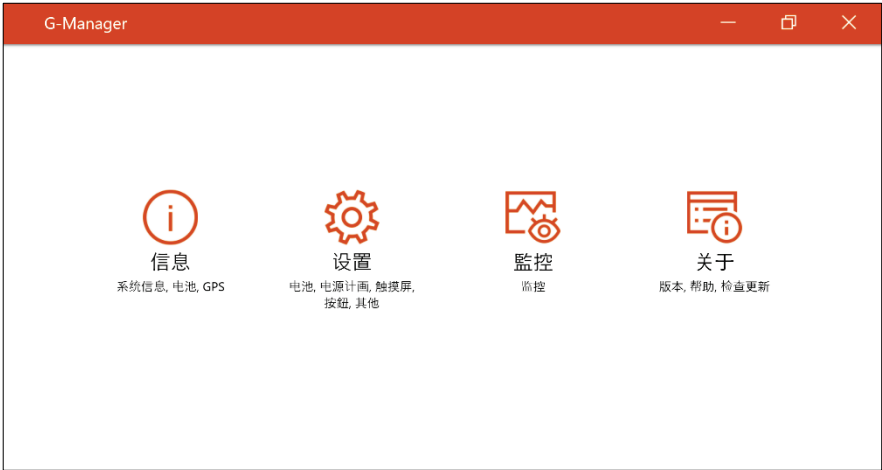 G-Manager
信息
系统信息, 电池, GPS
设置
电池, 电源计画, 触摸屏,
按鈕, 其他
監控
监控
关于
版本, 帮助, 检查更新